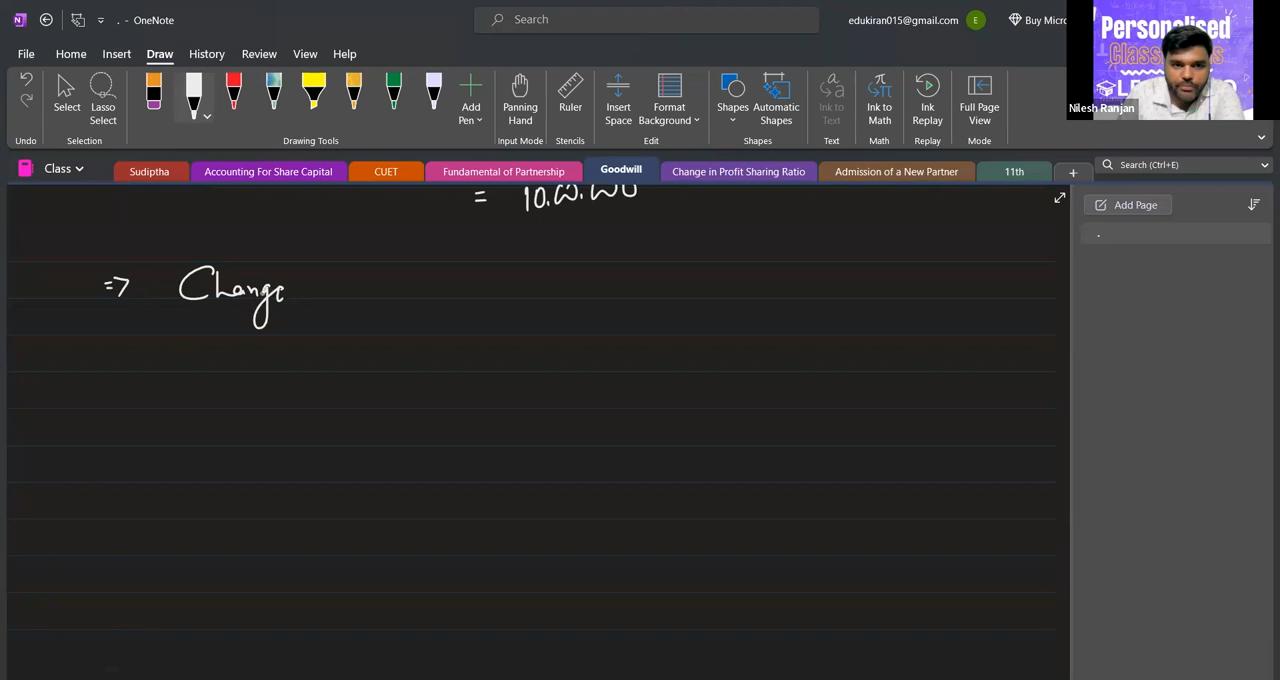 . - OneNote
Search
edukiran015@gmail.com
E
Buy Micro
File
Home
Insert
Draw
History
Review
View
Help
Undo
Select
Lasso Select
Selection
Drawing Tools
Add Pen
Panning Hand
Input Mode
Ruler
Stencils
Insert Space
Format Background
Edit
Shapes
Automatic Shapes
Shapes
Ink to Text
Text
Ink to Math
Math
Ink Replay
Replay
Full Page View
Mode
Personalised
Nilesh Ranjan
Class
Sudiptha
Accounting For Share Capital
CUET
Fundamental of Partnership
Goodwill
Change in Profit Sharing Ratio
Admission of a New Partner
11th
+
Search (Ctrl+E)
Add Page
.
=> Change